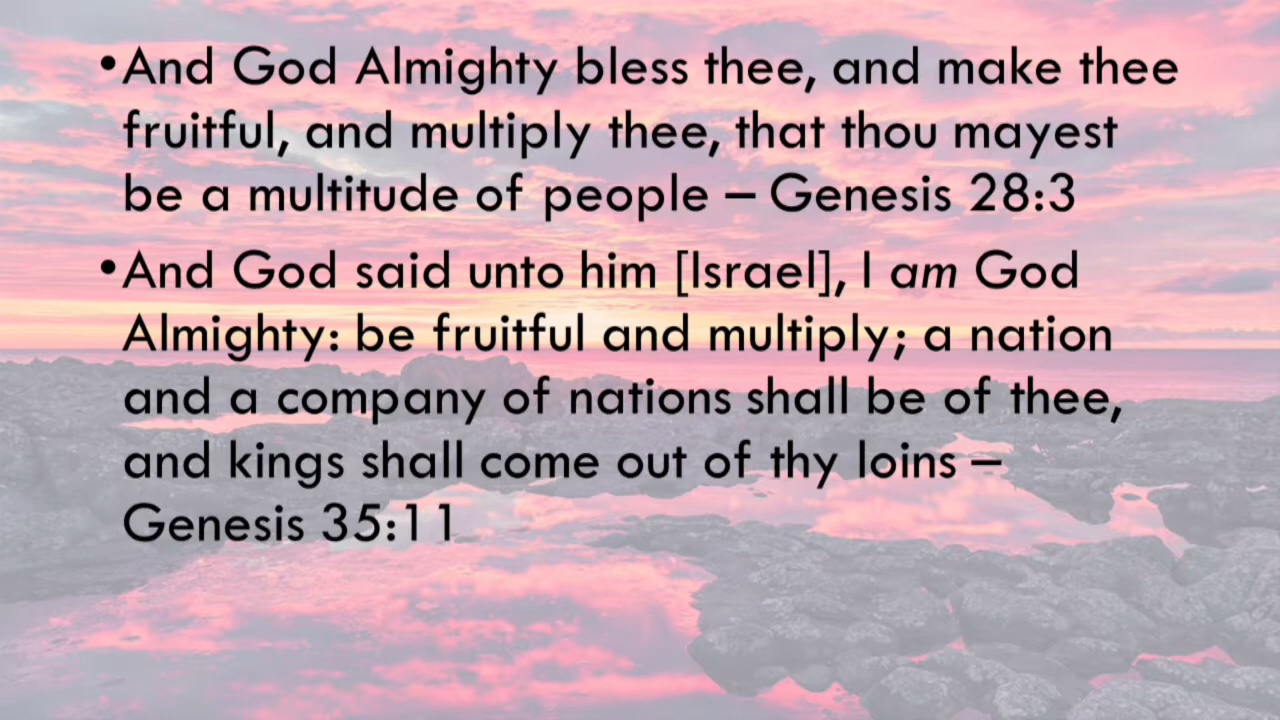 •And God Almighty bless thee, and make thee
fruitful, and multiply thee, that thou mayest
be a multitude of people – Genesis 28:3
•And God said unto him [Israel], I am God
Almighty: be fruitful and multiply; a nation
and a company of nations shall be of thee,
and kings shall come out of thy loins –
Genesis 35:11